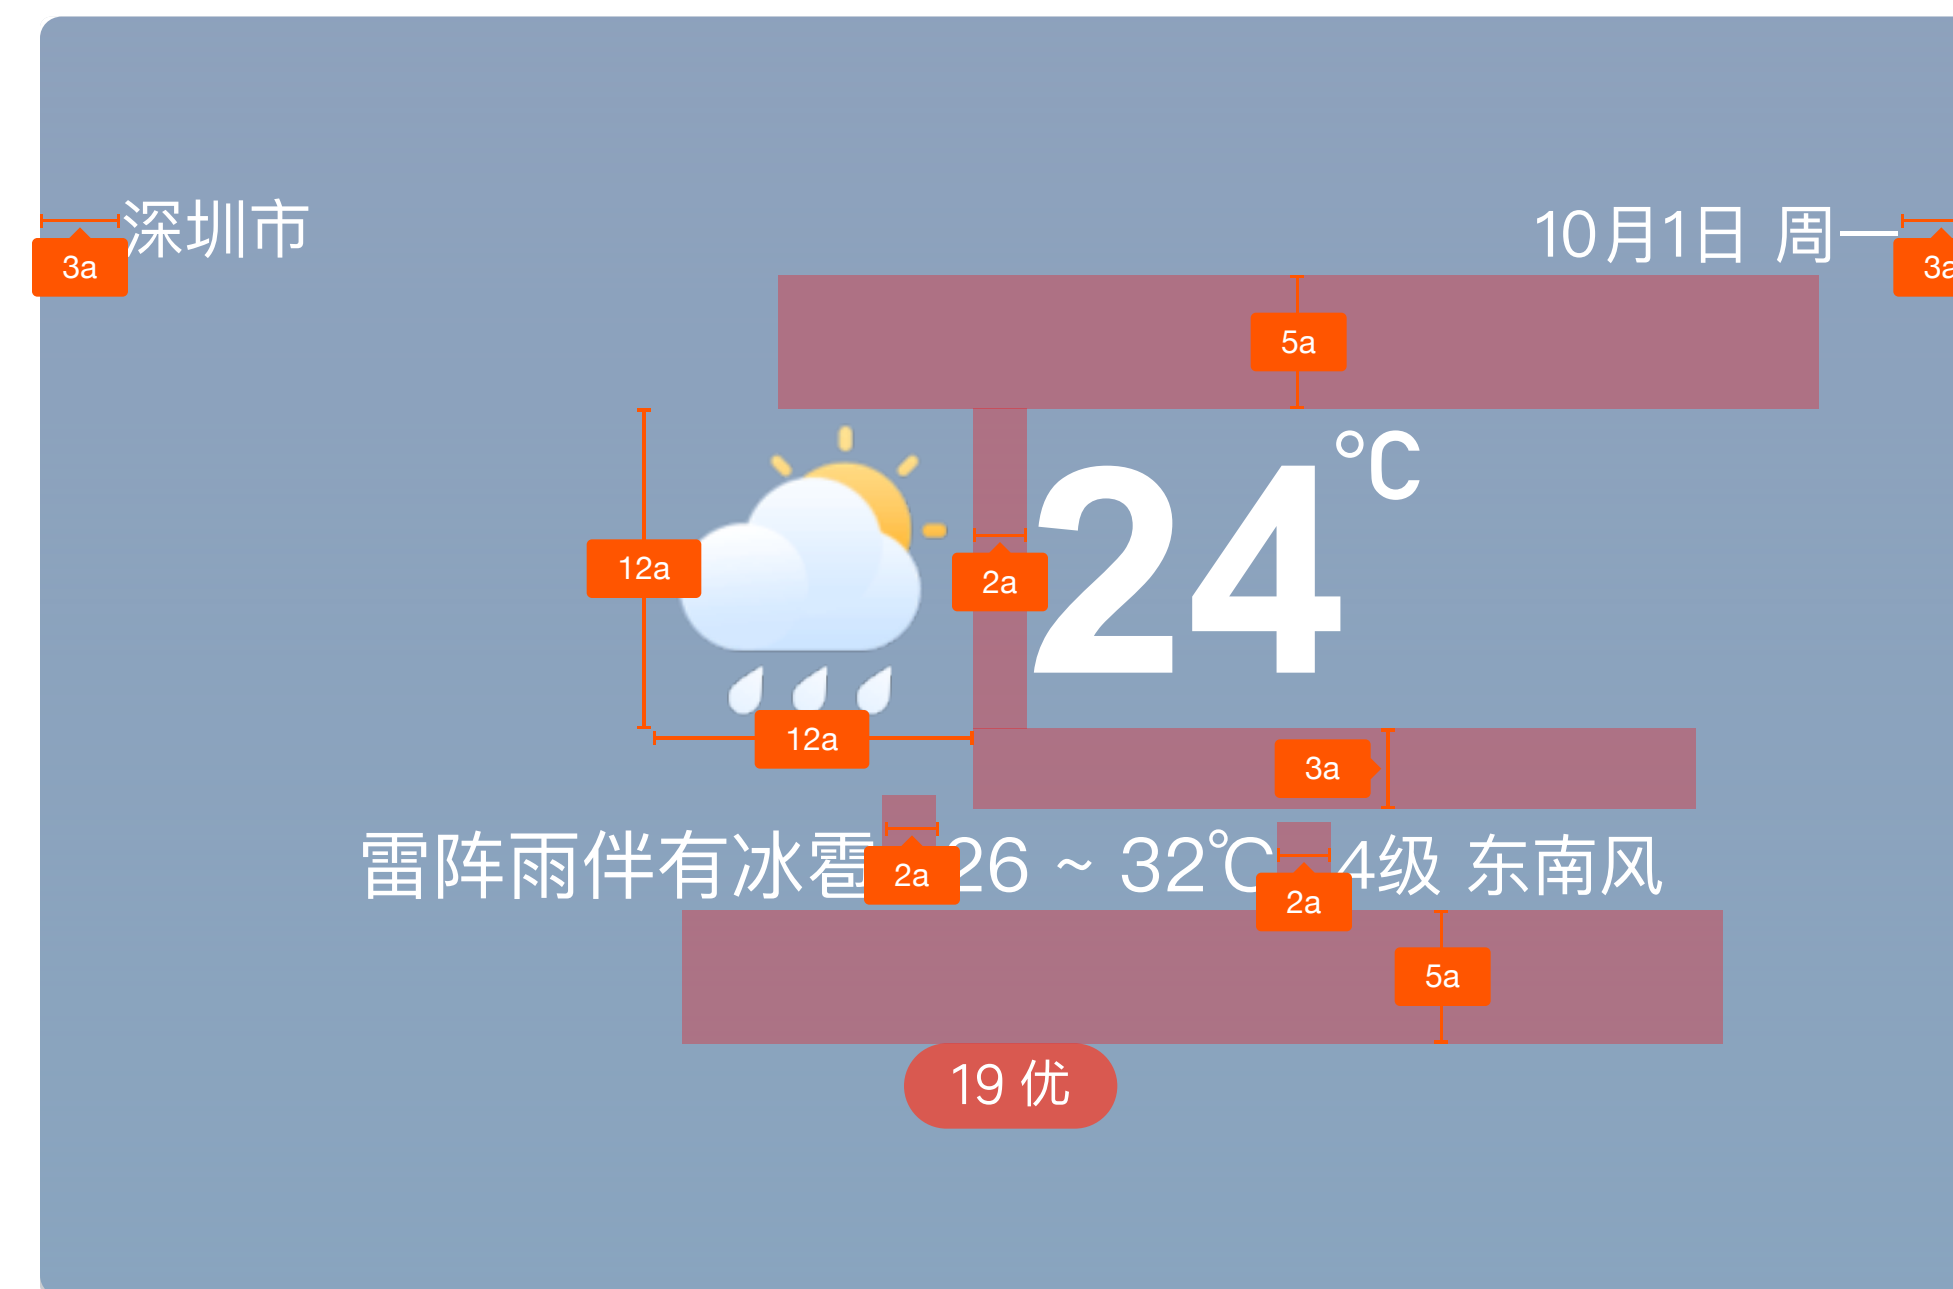 深圳市 10月1日 周一
3a 3a
5a
24℃
12a 2a
12a
3a
雷阵雨伴有冰雹 26 ~ 32℃ 4级 东南风
2a 2a
5a
19 优